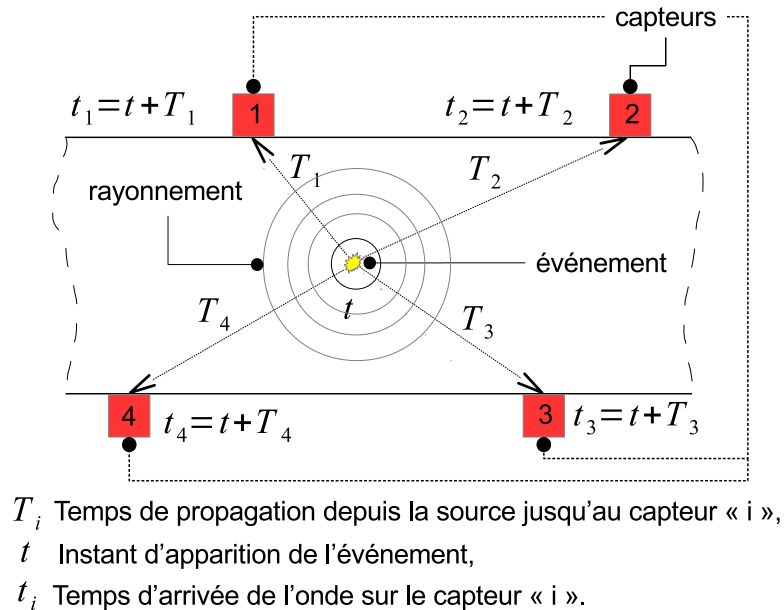 capteurs
t₁=t+T₁
1
t₂=t+T₂
2
T₁
T₂
rayonnement
événement
t
T₄
T₃
4
t₄=t+T₄
3
t₃=t+T₃
Tᵢ Temps de propagation depuis la source jusqu'au capteur « i »,
t Instant d'apparition de l'événement,
tᵢ Temps d'arrivée de l'onde sur le capteur « i ».